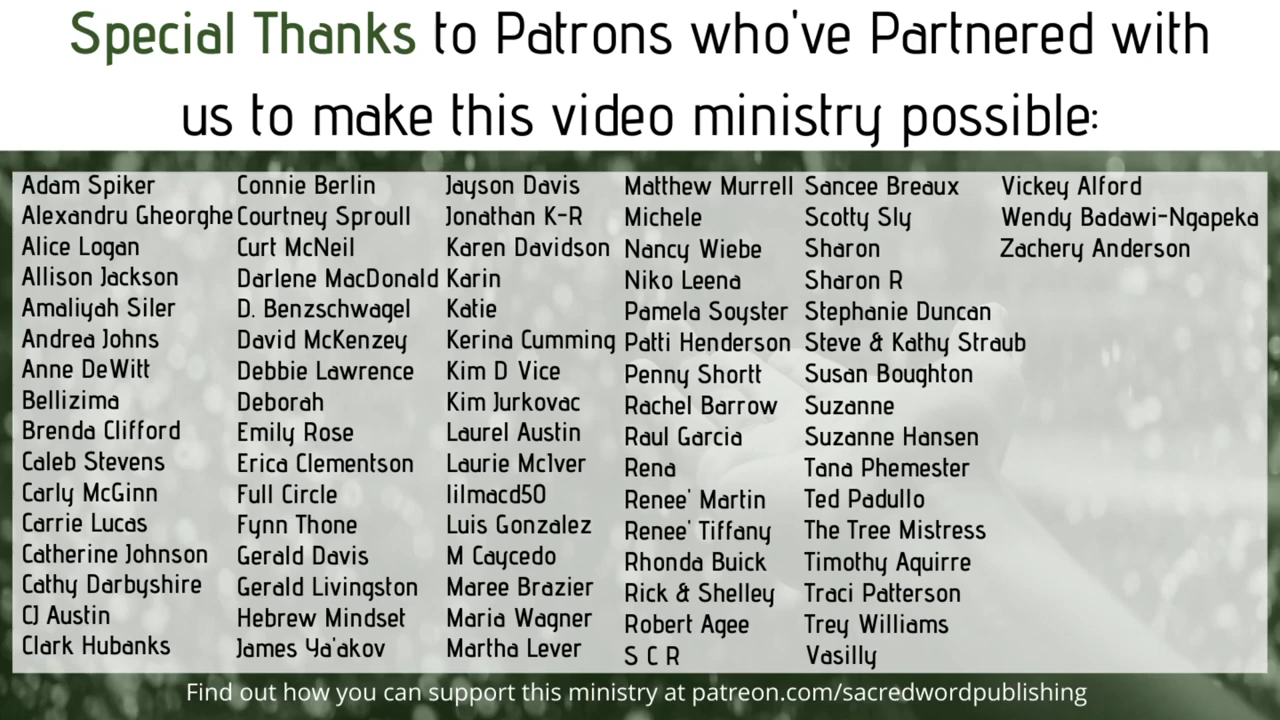 Special Thanks to Patrons who've Partnered with
us to make this video ministry possible:
Adam Spiker
Alexandru Gheorghe
Alice Logan
Allison Jackson
Amaliyah Siler
Andrea Johns
Anne DeWitt
Bellizima
Brenda Clifford
Caleb Stevens
Carly McGinn
Carrie Lucas
Catherine Johnson
Cathy Darbyshire
CJ Austin
Clark Hubanks
Connie Berlin
Courtney Sproull
Curt McNeil
Darlene MacDonald
D. Benzschwagel
David McKenzey
Debbie Lawrence
Deborah
Emily Rose
Erica Clementson
Full Circle
Fynn Thone
Gerald Davis
Gerald Livingston
Hebrew Mindset
James Ya'akov
Jayson Davis
Jonathan K-R
Karen Davidson
Karin
Katie
Kerina Cumming
Kim D Vice
Kim Jurkovac
Laurel Austin
Laurie McIver
lilmacd50
Luis Gonzalez
M Caycedo
Maree Brazier
Maria Wagner
Martha Lever
Matthew Murrell
Michele
Nancy Wiebe
Niko Leena
Pamela Soyster
Patti Henderson
Penny Shortt
Rachel Barrow
Raul Garcia
Rena
Renee' Martin
Renee' Tiffany
Rhonda Buick
Rick & Shelley
Robert Agee
S C R
Sancee Breaux
Scotty Sly
Sharon
Sharon R
Stephanie Duncan
Steve & Kathy Straub
Susan Boughton
Suzanne
Suzanne Hansen
Tana Phemester
Ted Padullo
The Tree Mistress
Timothy Aquirre
Traci Patterson
Trey Williams
Vasilly
Vickey Alford
Wendy Badawi-Ngapeka
Zachery Anderson
Find out how you can support this ministry at patreon.com/sacredwordpublishing